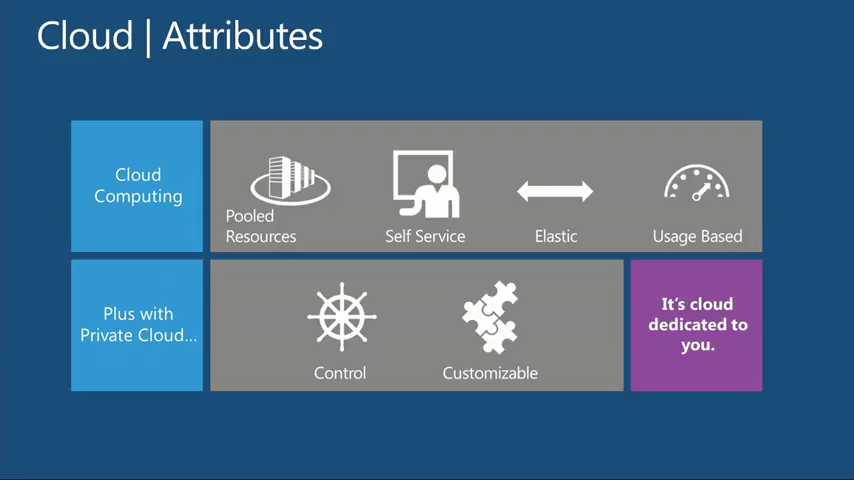 Cloud | Attributes
Cloud
Computing
Pooled
Resources
Self Service
Elastic
Usage Based
Plus with
Private Cloud...
Control
Customizable
It's cloud
dedicated to
you.